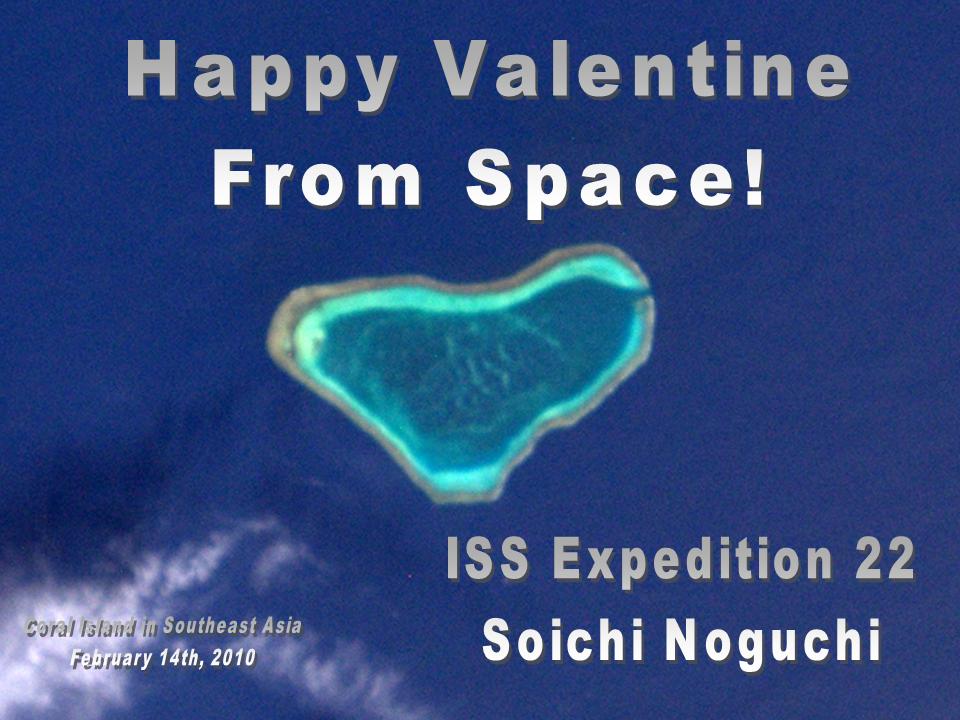 Happy Valentine
From Space!
ISS Expedition 22
Soichi Noguchi
Coral Island in Southeast Asia
February 14th, 2010